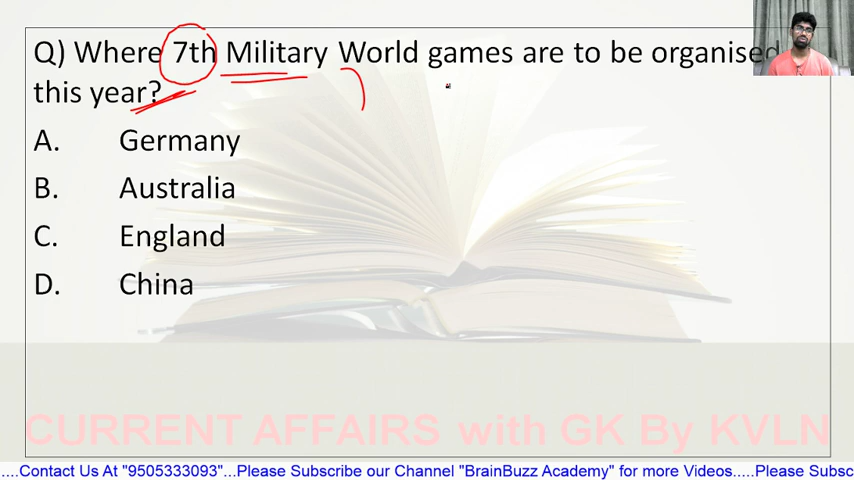 Q) Where 7th Military World games are to be organised
this year?
A. Germany
B. Australia
C. England
D. China
CURRENT AFFAIRS with GK By KVLN
....Contact Us At "9505333093"...Please Subscribe our Channel "BrainBuzz Academy" for more Videos.....Please Subsc